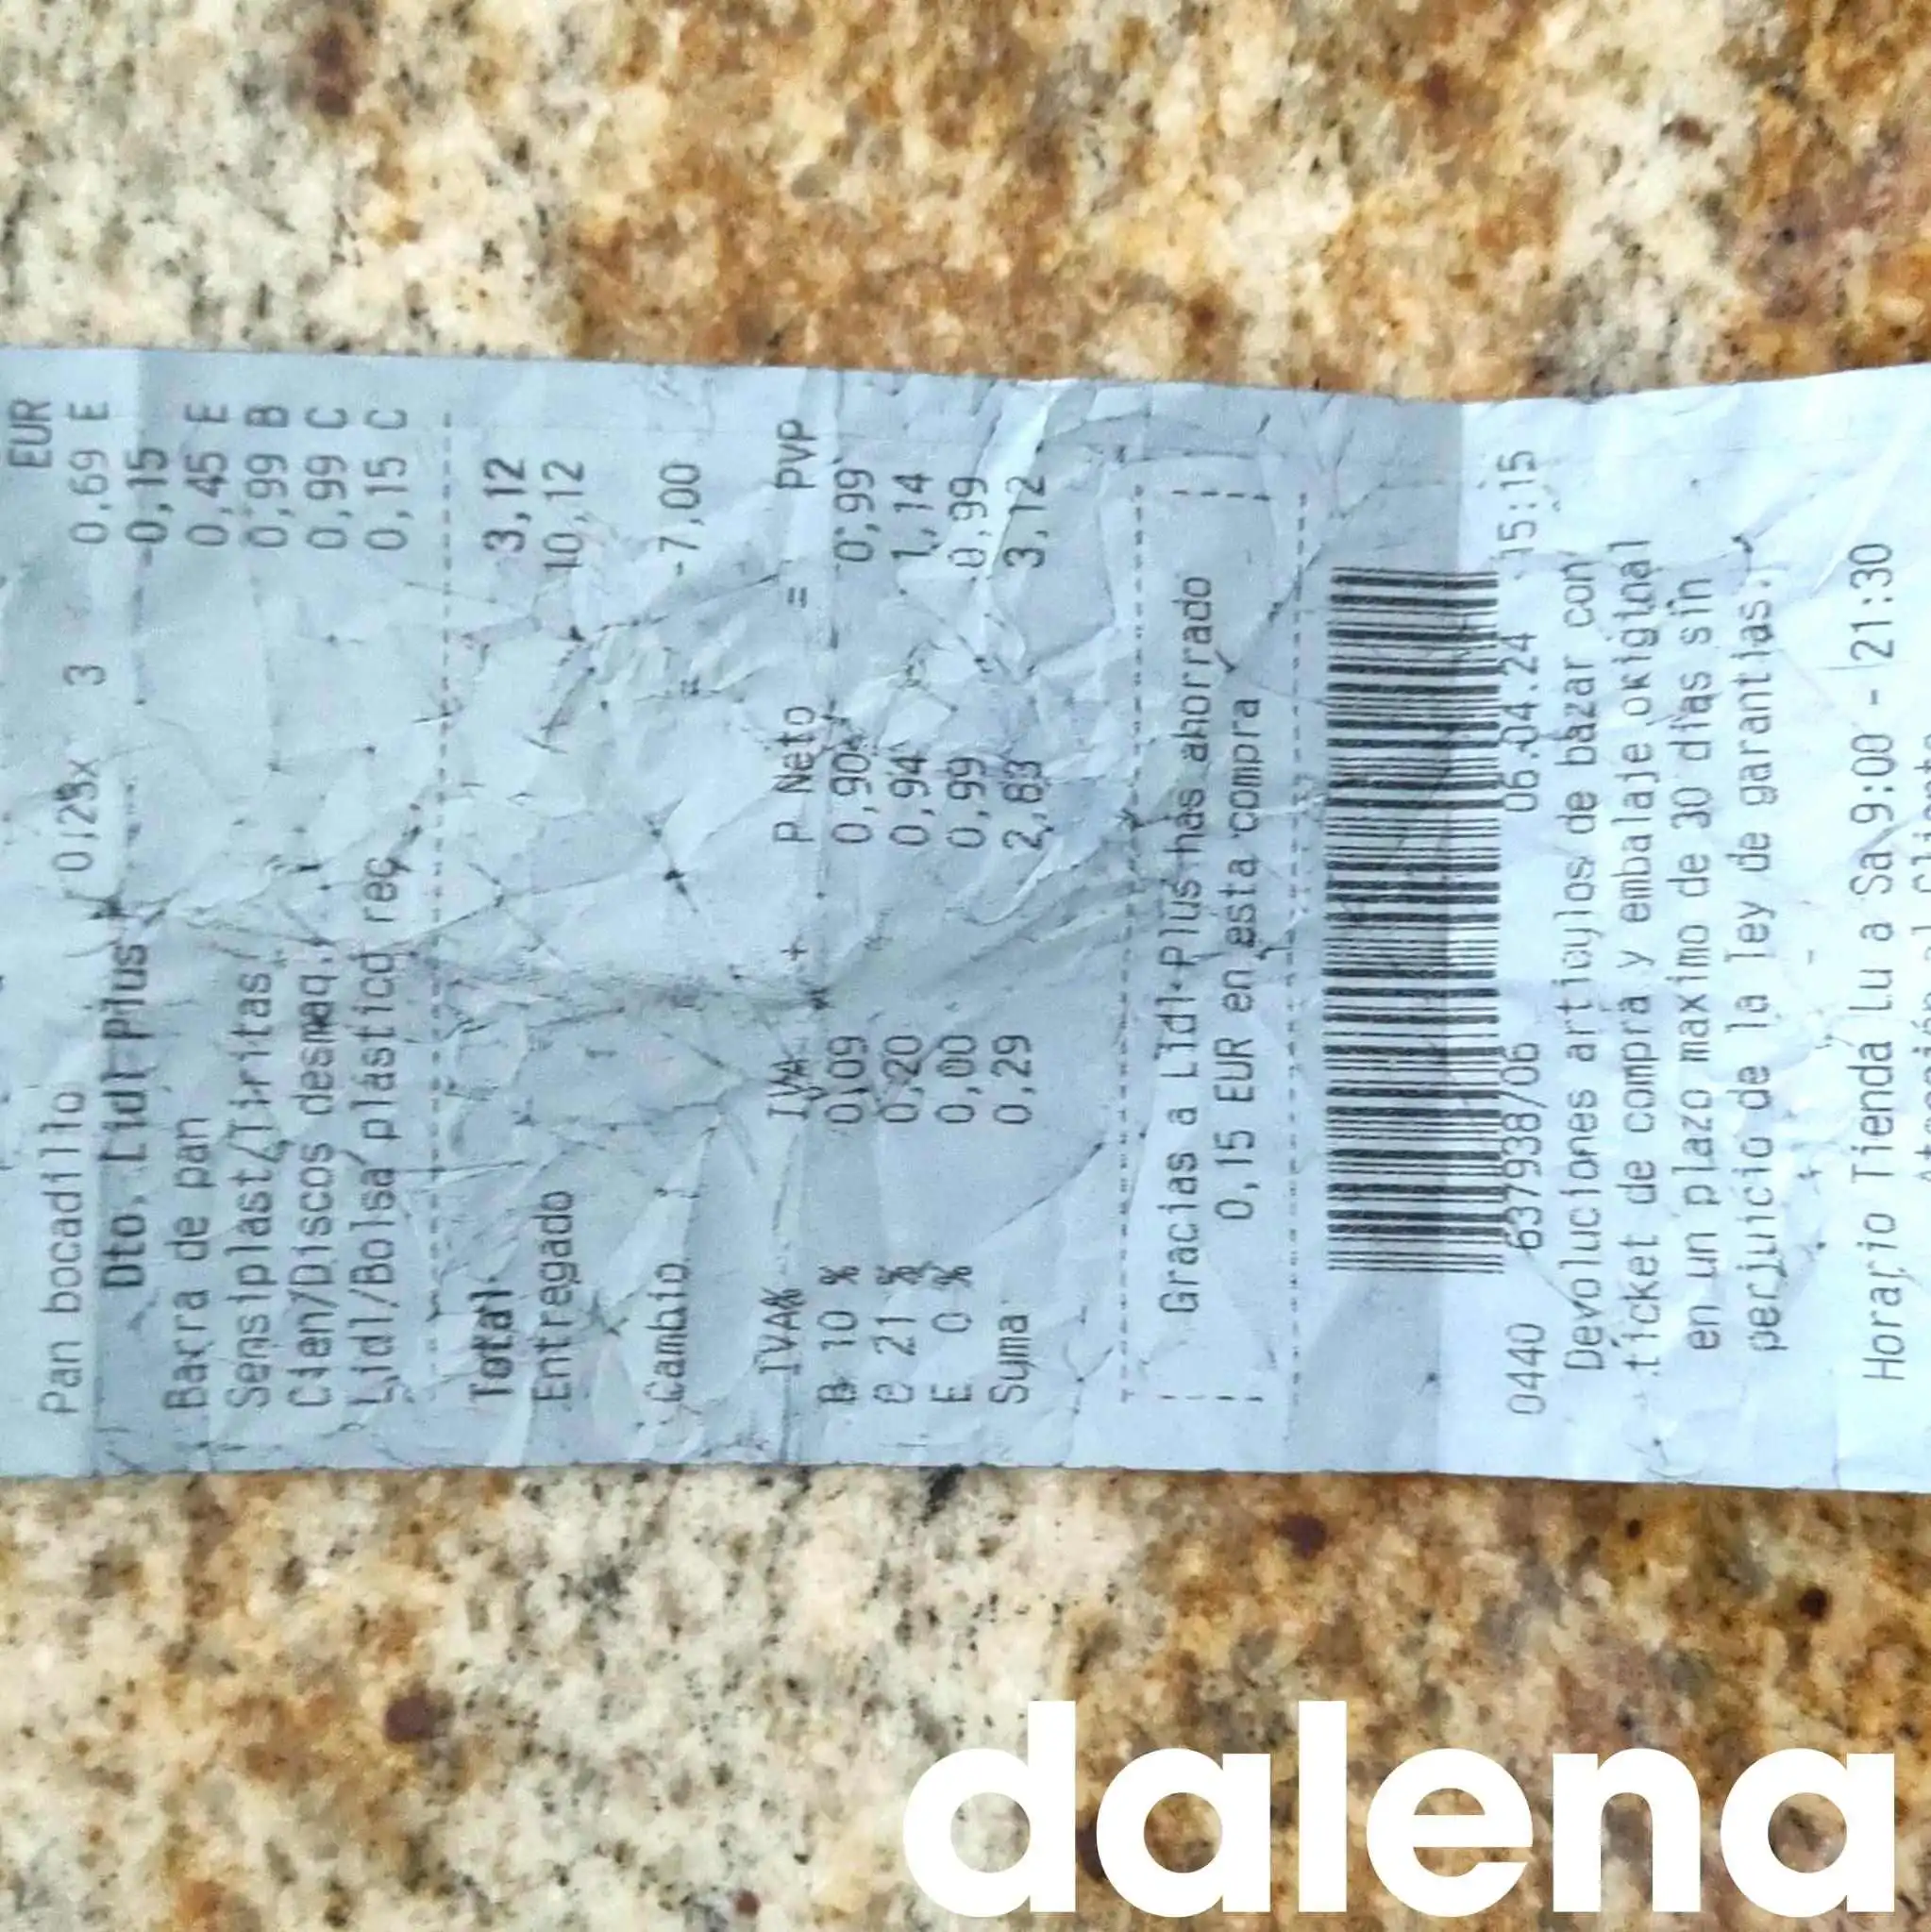 EUR
Pan bocadillo 0,23x 3 0,69 E
Dto. Lidl Plus -0,15
Barra de pan 0,45 E
Sensiplast/Tiritas 0,99 B
Cien/Discos desmaq. 0,99 C
Lidl/Bolsa plástico rec 0,15 C
Total 3,12
Entregado 10,12
Cambio -7,00
IVA% IVA + P Neto = PVP
B 10 % 0,09 0,90 0,99
C 21 % 0,20 0,94 1,14
E 0 % 0,00 0,99 0,99
Suma 0,29 2,83 3,12
Gracias a Lidl Plus has ahorrado
0,15 EUR en esta compra
0440 637938/06 06.04.24 15:15
Devoluciones articulos de bazar con
ticket de compra y embalaje original
en un plazo maximo de 30 días sin
perjuicio de la ley de garantías.
Horario Tienda Lu a Sa 9:00 - 21:30
dalena